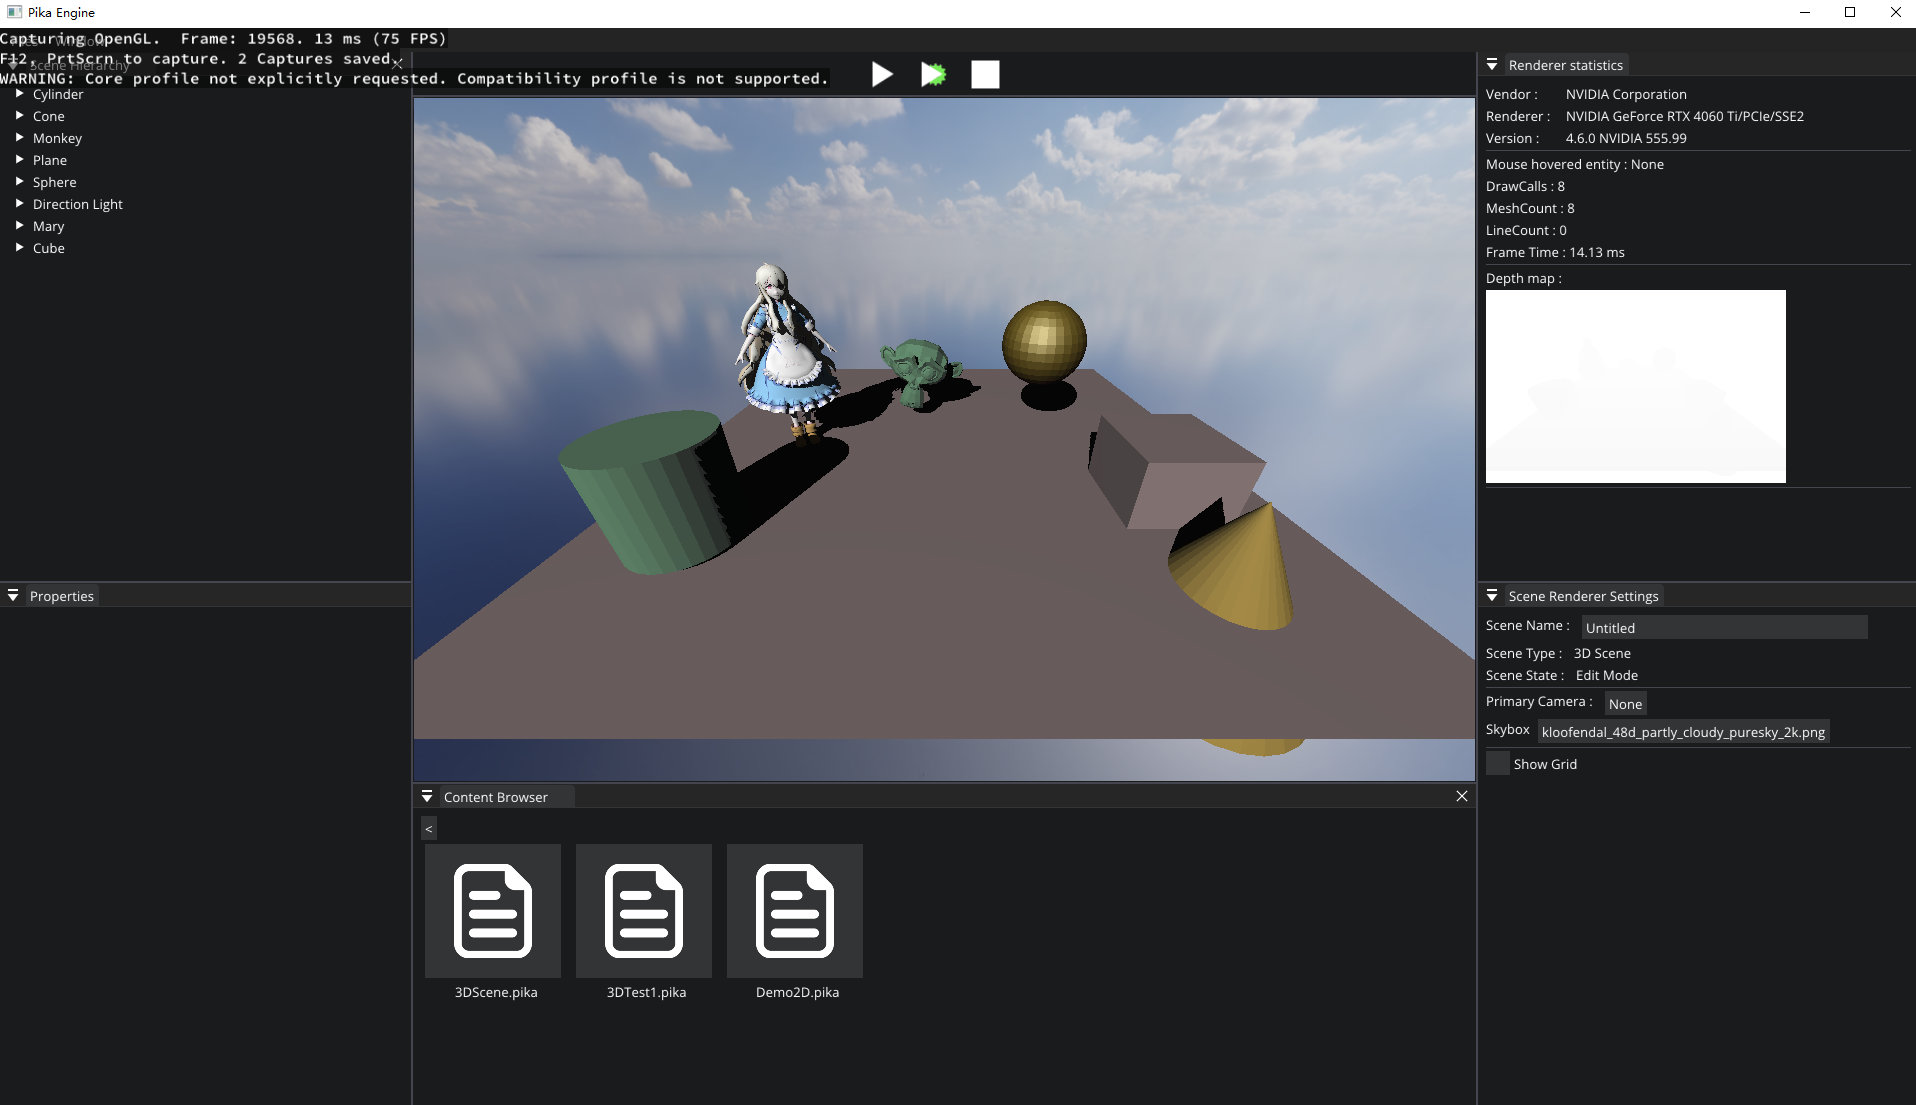 Pika Engine
Capturing OpenGL. Frame: 19568. 13 ms (75 FPS)
F12, PrtScrn to capture. 2 Captures saved.
WARNING: Core profile not explicitly requested. Compatibility profile is not supported.
Scene Hierarchy
Cylinder
Cone
Monkey
Plane
Sphere
Direction Light
Mary
Cube
Properties
Content Browser
<
3DScene.pika
3DTest1.pika
Demo2D.pika
Renderer statistics
Vendor : NVIDIA Corporation
Renderer : NVIDIA GeForce RTX 4060 Ti/PCIe/SSE2
Version : 4.6.0 NVIDIA 555.99
Mouse hovered entity : None
DrawCalls : 8
MeshCount : 8
LineCount : 0
Frame Time : 14.13 ms
Depth map :
Scene Renderer Settings
Scene Name : Untitled
Scene Type : 3D Scene
Scene State : Edit Mode
Primary Camera : None
Skybox kloofendal_48d_partly_cloudy_puresky_2k.png
Show Grid